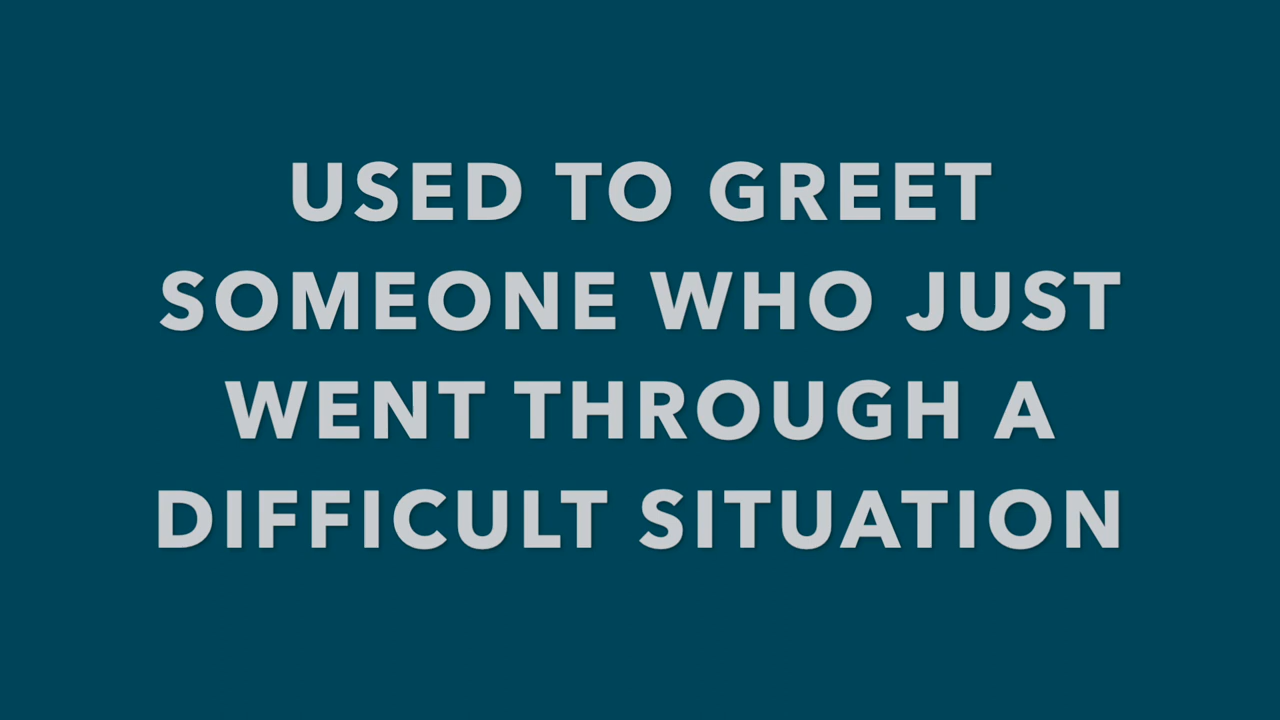 USED TO GREET
SOMEONE WHO JUST
WENT THROUGH A
DIFFICULT SITUATION